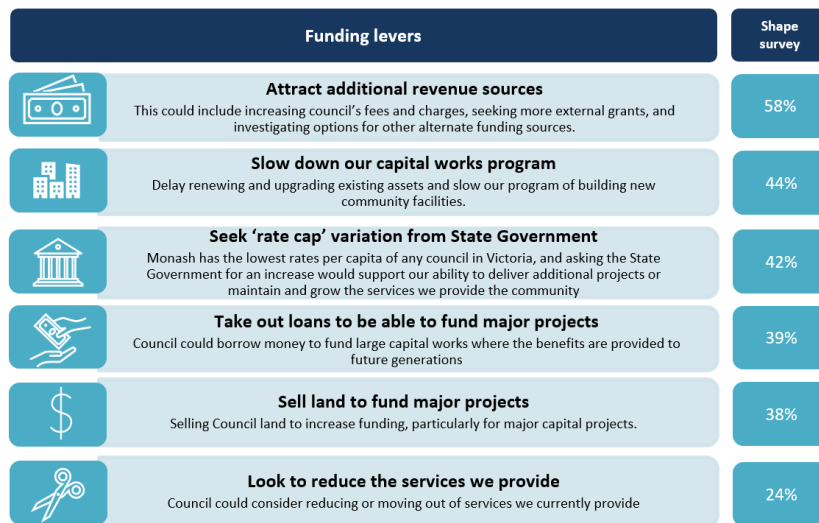 Funding levers
Shape
survey
Attract additional revenue sources
This could include increasing council's fees and charges, seeking more external grants, and
investigating options for other alternate funding sources.
58%
Slow down our capital works program
Delay renewing and upgrading existing assets and slow our program of building new
community facilities.
44%
Seek ‘rate cap’ variation from State Government
Monash has the lowest rates per capita of any council in Victoria, and asking the State
Government for an increase would support our ability to deliver additional projects or
maintain and grow the services we provide the community
42%
Take out loans to be able to fund major projects
Council could borrow money to fund large capital works where the benefits are provided to
future generations
39%
$
Sell land to fund major projects
Selling Council land to increase funding, particularly for major capital projects.
38%
Look to reduce the services we provide
Council could consider reducing or moving out of services we currently provide
24%